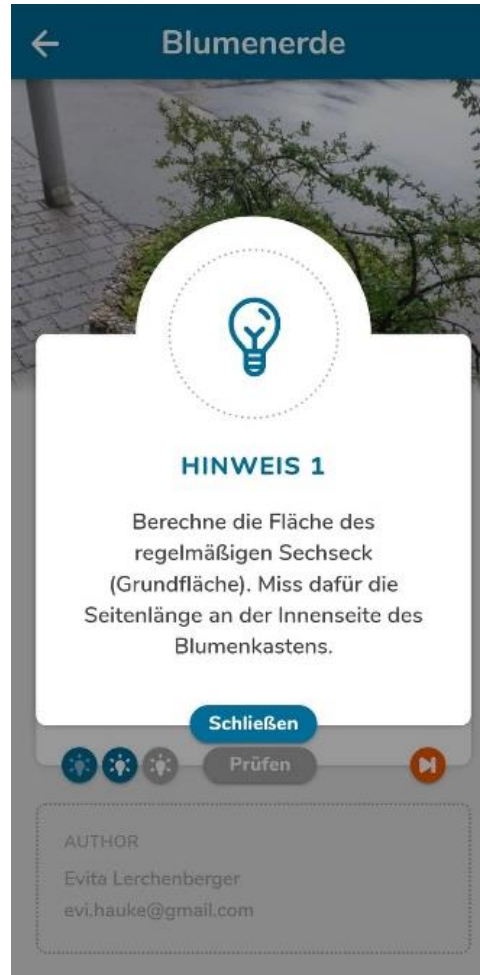 Blumenerde
HINWEIS 1
Berechne die Fläche des
regelmäßigen Sechseck
(Grundfläche). Miss dafür die
Seitenlänge an der Innenseite des
Blumenkastens.
Schließen
Prüfen
AUTHOR
Evita Lerchenberger
evi.hauke@gmail.com